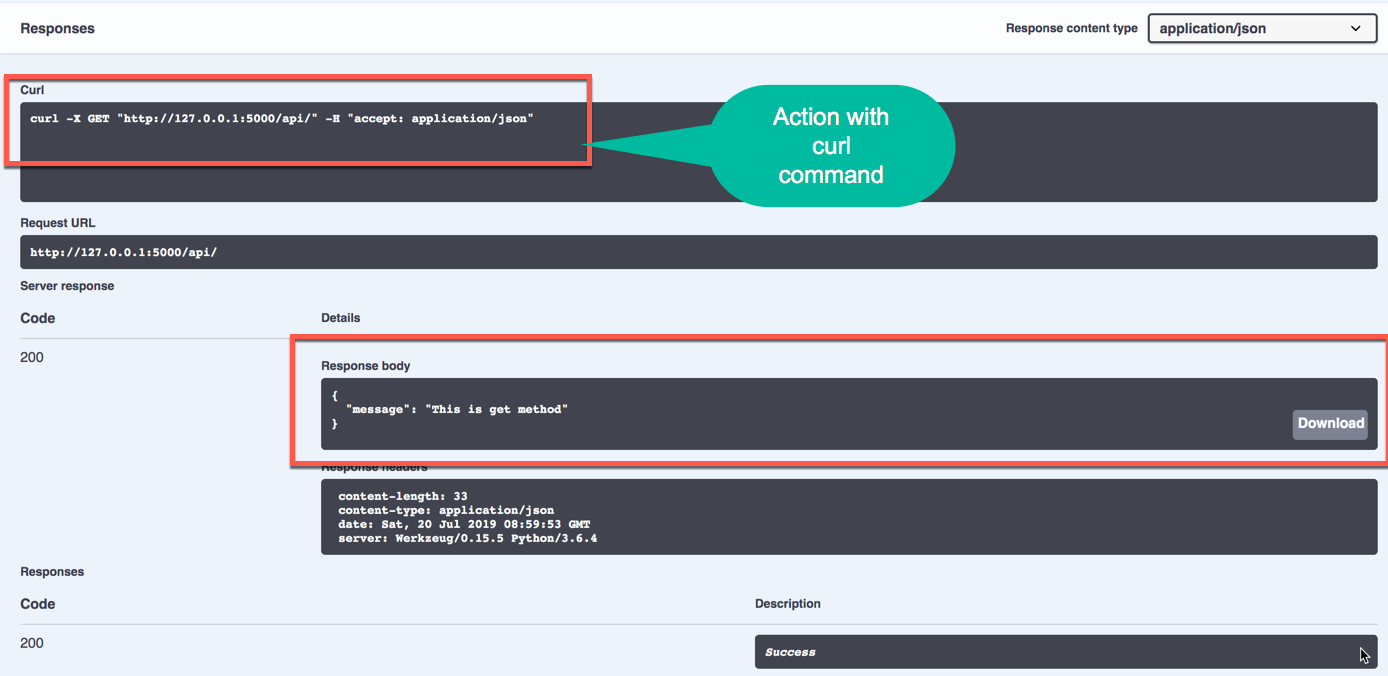 Responses
Response content type
application/json
Curl
curl -X GET "http://127.0.0.1:5000/api/" -H "accept: application/json"
Action with
curl
command
Request URL
http://127.0.0.1:5000/api/
Server response
Code
Details
200
Response body
{
"message": "This is get method"
}
Download
Response headers
content-length: 33
content-type: application/json
date: Sat, 20 Jul 2019 08:59:53 GMT
server: Werkzeug/0.15.5 Python/3.6.4
Responses
Code
Description
200
Success